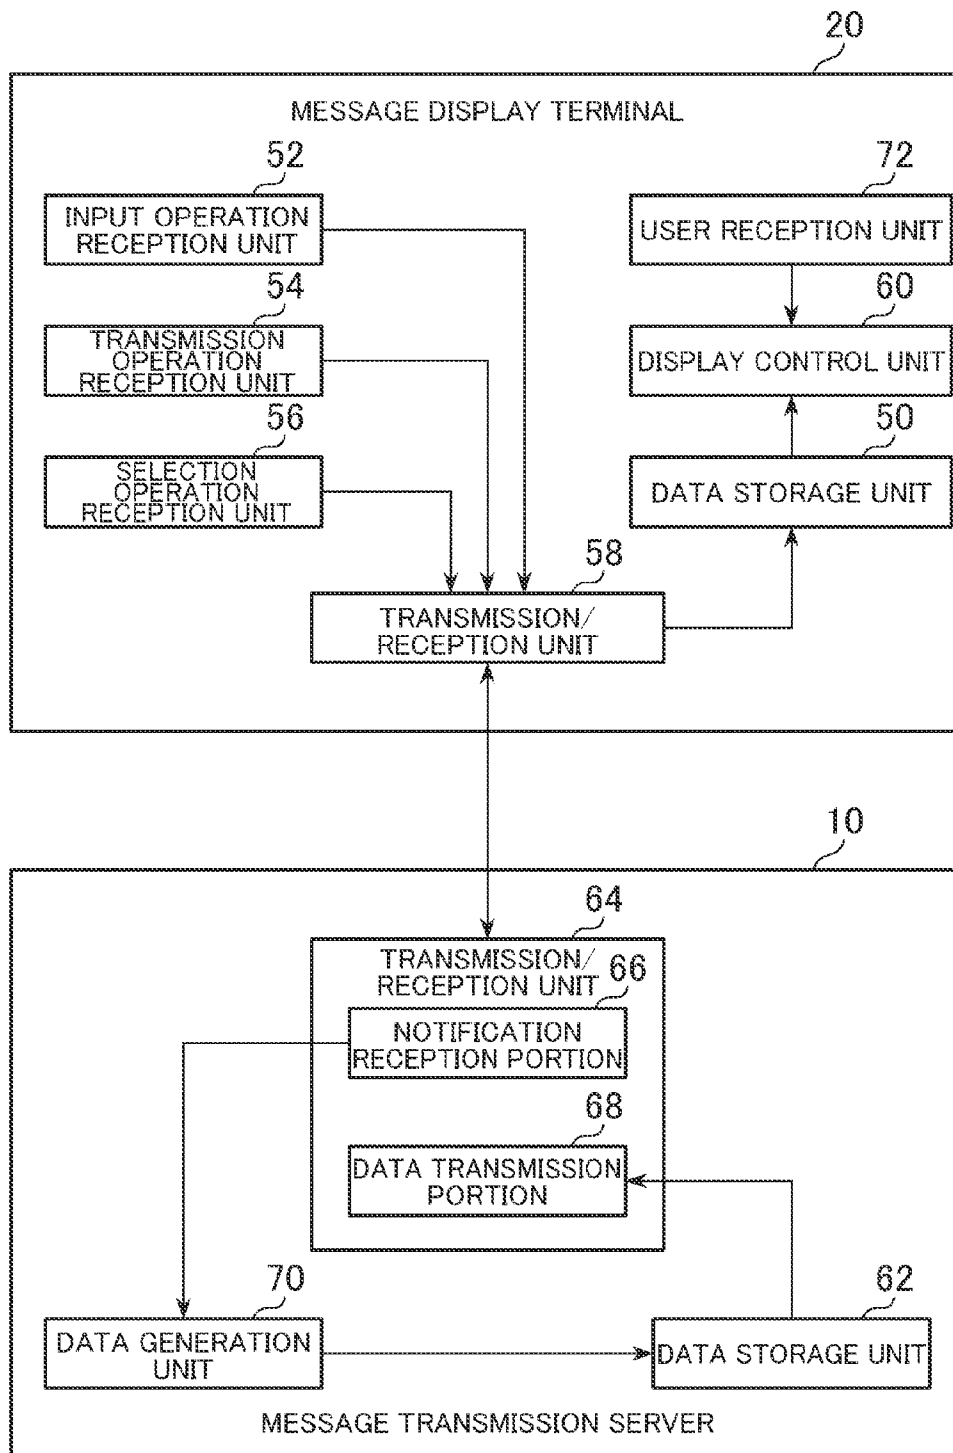 20
MESSAGE DISPLAY TERMINAL
52
INPUT OPERATION
RECEPTION UNIT
72
USER RECEPTION UNIT
54
TRANSMISSION
OPERATION
RECEPTION UNIT
60
DISPLAY CONTROL UNIT
56
SELECTION
OPERATION
RECEPTION UNIT
50
DATA STORAGE UNIT
58
TRANSMISSION/
RECEPTION UNIT
10
64
TRANSMISSION/
RECEPTION UNIT
66
NOTIFICATION
RECEPTION PORTION
68
DATA TRANSMISSION
PORTION
70
DATA GENERATION
UNIT
62
DATA STORAGE UNIT
MESSAGE TRANSMISSION SERVER